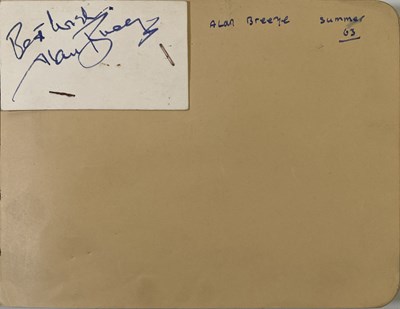 Best Wishes
Alan Breeze
Alan Breeze Summer
63